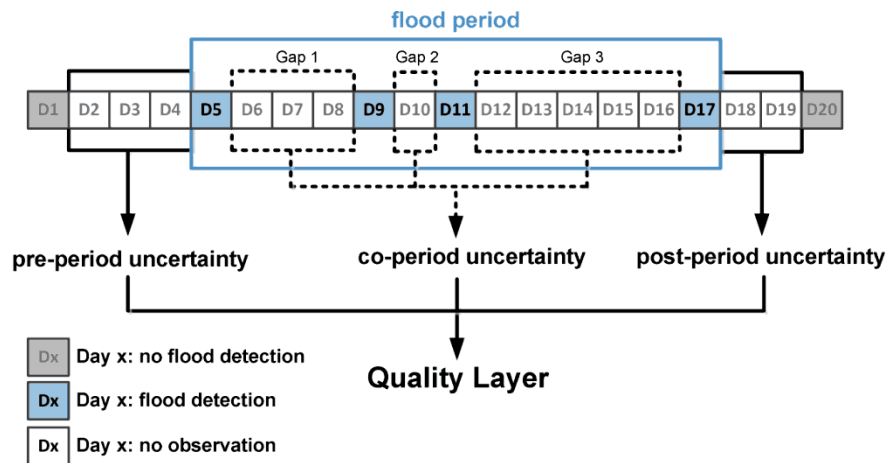 flood period
Gap 1 Gap 2 Gap 3
D1 D2 D3 D4 D5 D6 D7 D8 D9 D10 D11 D12 D13 D14 D15 D16 D17 D18 D19 D20
pre-period uncertainty co-period uncertainty post-period uncertainty
Quality Layer
Dx Day x: no flood detection
Dx Day x: flood detection
Dx Day x: no observation